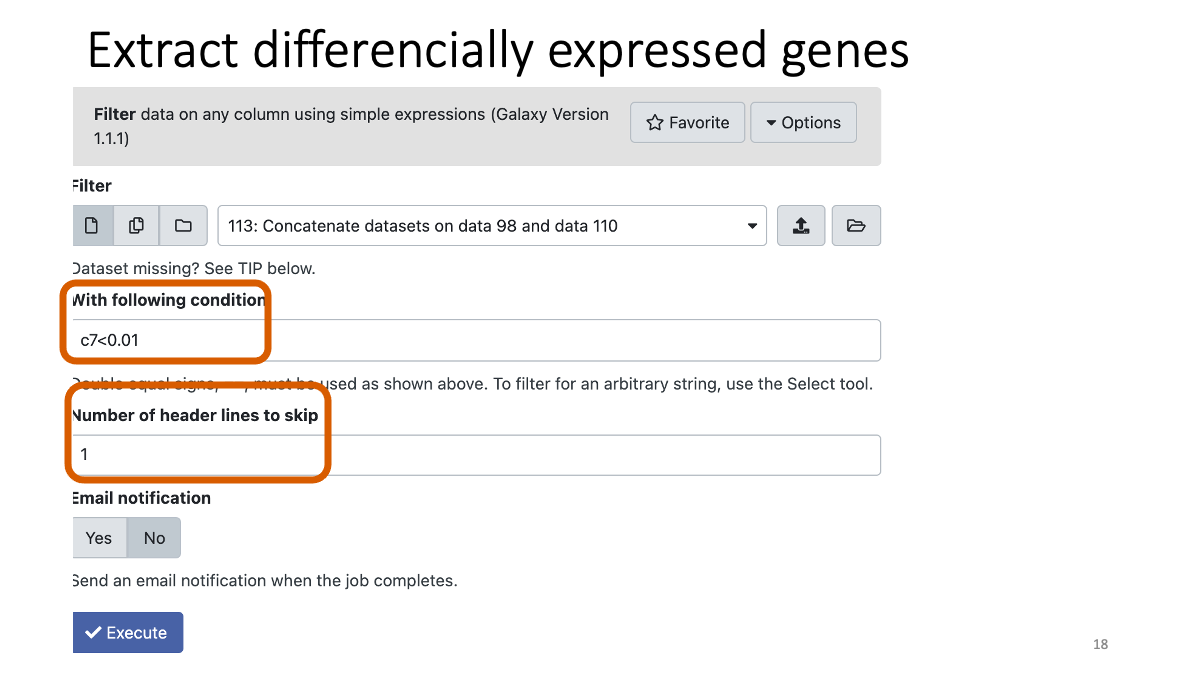 Extract differencially expressed genes
Filter data on any column using simple expressions (Galaxy Version
1.1.1)
Favorite
Options
Filter
113: Concatenate datasets on data 98 and data 110
Dataset missing? See TIP below.
With following condition
c7<0.01
Double equal signs, must be used as shown above. To filter for an arbitrary string, use the Select tool.
Number of header lines to skip
1
Email notification
Yes
No
Send an email notification when the job completes.
Execute
18